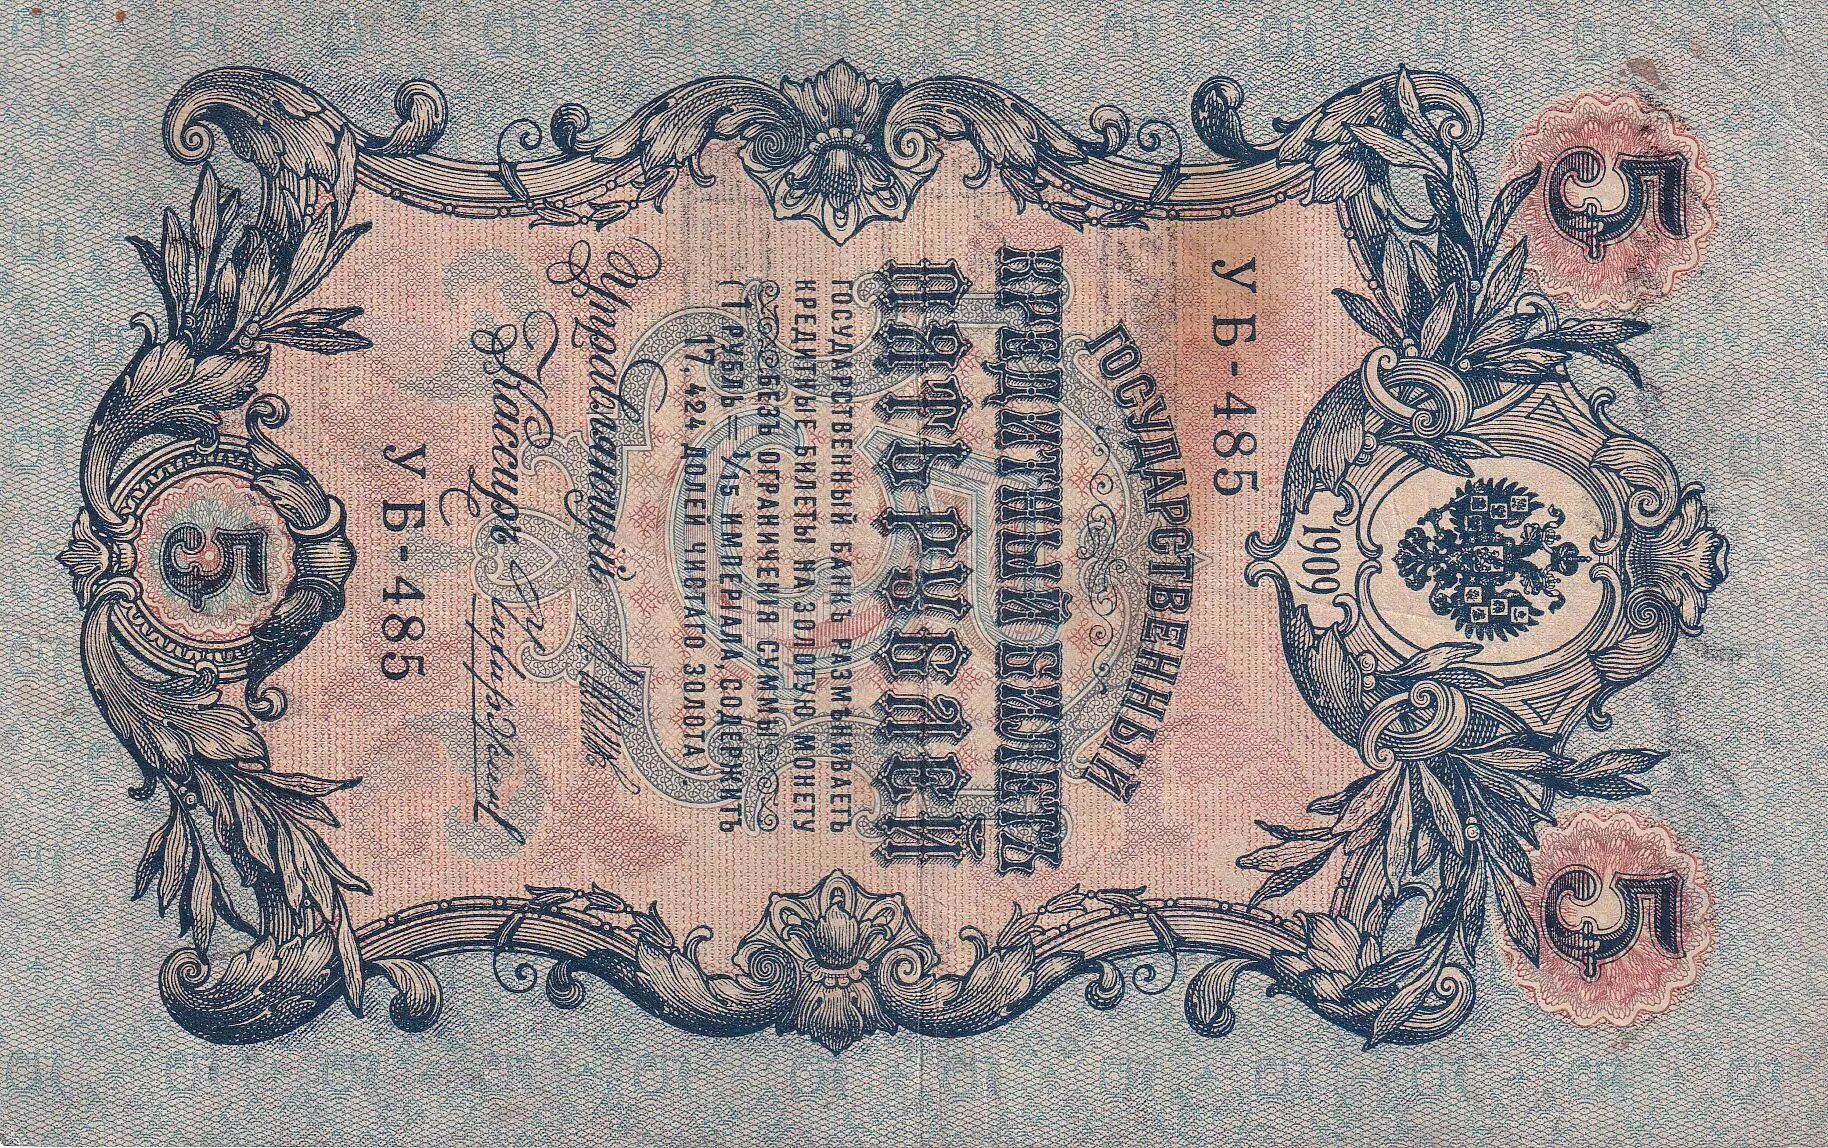 5
5
1909
УБ-485
ГОСУДАРСТВЕННЫЙ
КРЕДИТНЫЙ БИЛЕТЪ
ПЯТЬ РУБЛЕЙ
ГОСУДАРСТВЕННЫЙ БАНКЪ РАЗМѢНИВАЕТЪ
КРЕДИТНЫЕ БИЛЕТЫ НА ЗОЛОТУЮ МОНЕТУ
БЕЗЪ ОГРАНИЧЕНІЯ СУММЫ
(1 РУБЛЬ = 1/15 ИМПЕРІАЛА, СОДЕРЖИТЪ
17,424 ДОЛЕЙ ЧИСТАГО ЗОЛОТА).
Управляющій
Кассиръ
УБ-485
5